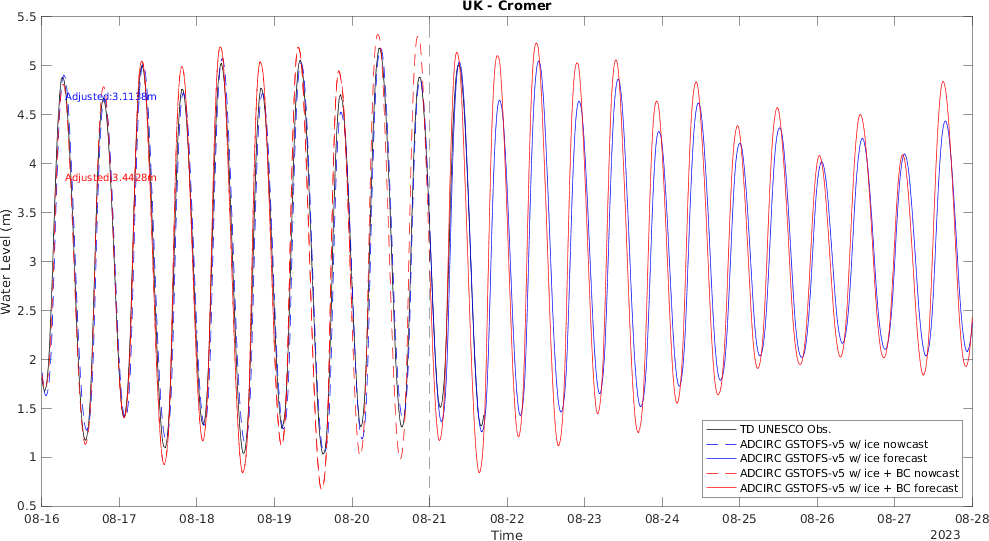 UK - Cromer
5.5
5
4.5
4
3.5
3
2.5
2
1.5
1
0.5
Water Level (m)
Adjusted:3.1138m
Adjusted:3.4428m
TD UNESCO Obs.
ADCIRC GSTOFS-v5 w/ ice nowcast
ADCIRC GSTOFS-v5 w/ ice forecast
ADCIRC GSTOFS-v5 w/ ice + BC nowcast
ADCIRC GSTOFS-v5 w/ ice + BC forecast
08-16 08-17 08-18 08-19 08-20 08-21 08-22 08-23 08-24 08-25 08-26 08-27 08-28
Time
2023